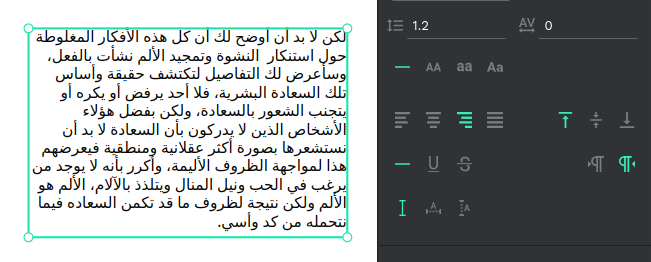 لكن لا بد أن أوضح لك أن كل هذه الأفكار المغلوطة
حول استنكار  النشوة وتمجيد الألم نشأت بالفعل،
وسأعرض لك التفاصيل لتكتشف حقيقة وأساس
تلك السعادة البشرية، فلا أحد يرفض أو يكره أو
يتجنب الشعور بالسعادة، ولكن بفضل هؤلاء
الأشخاص الذين لا يدركون بأن السعادة لا بد أن
نستشعرها بصورة أكثر عقلانية ومنطقية فيعرضهم
هذا لمواجهة الظروف الأليمة، وأكرر بأنه لا يوجد من
يرغب في الحب ونيل المنال ويتلذذ بالآلام، الألم هو
الألم ولكن نتيجة لظروف ما قد تكمن السعاده فيما
نتحمله من كد وأسي.
1.2
AV 0
AA aa Aa
U S
A A